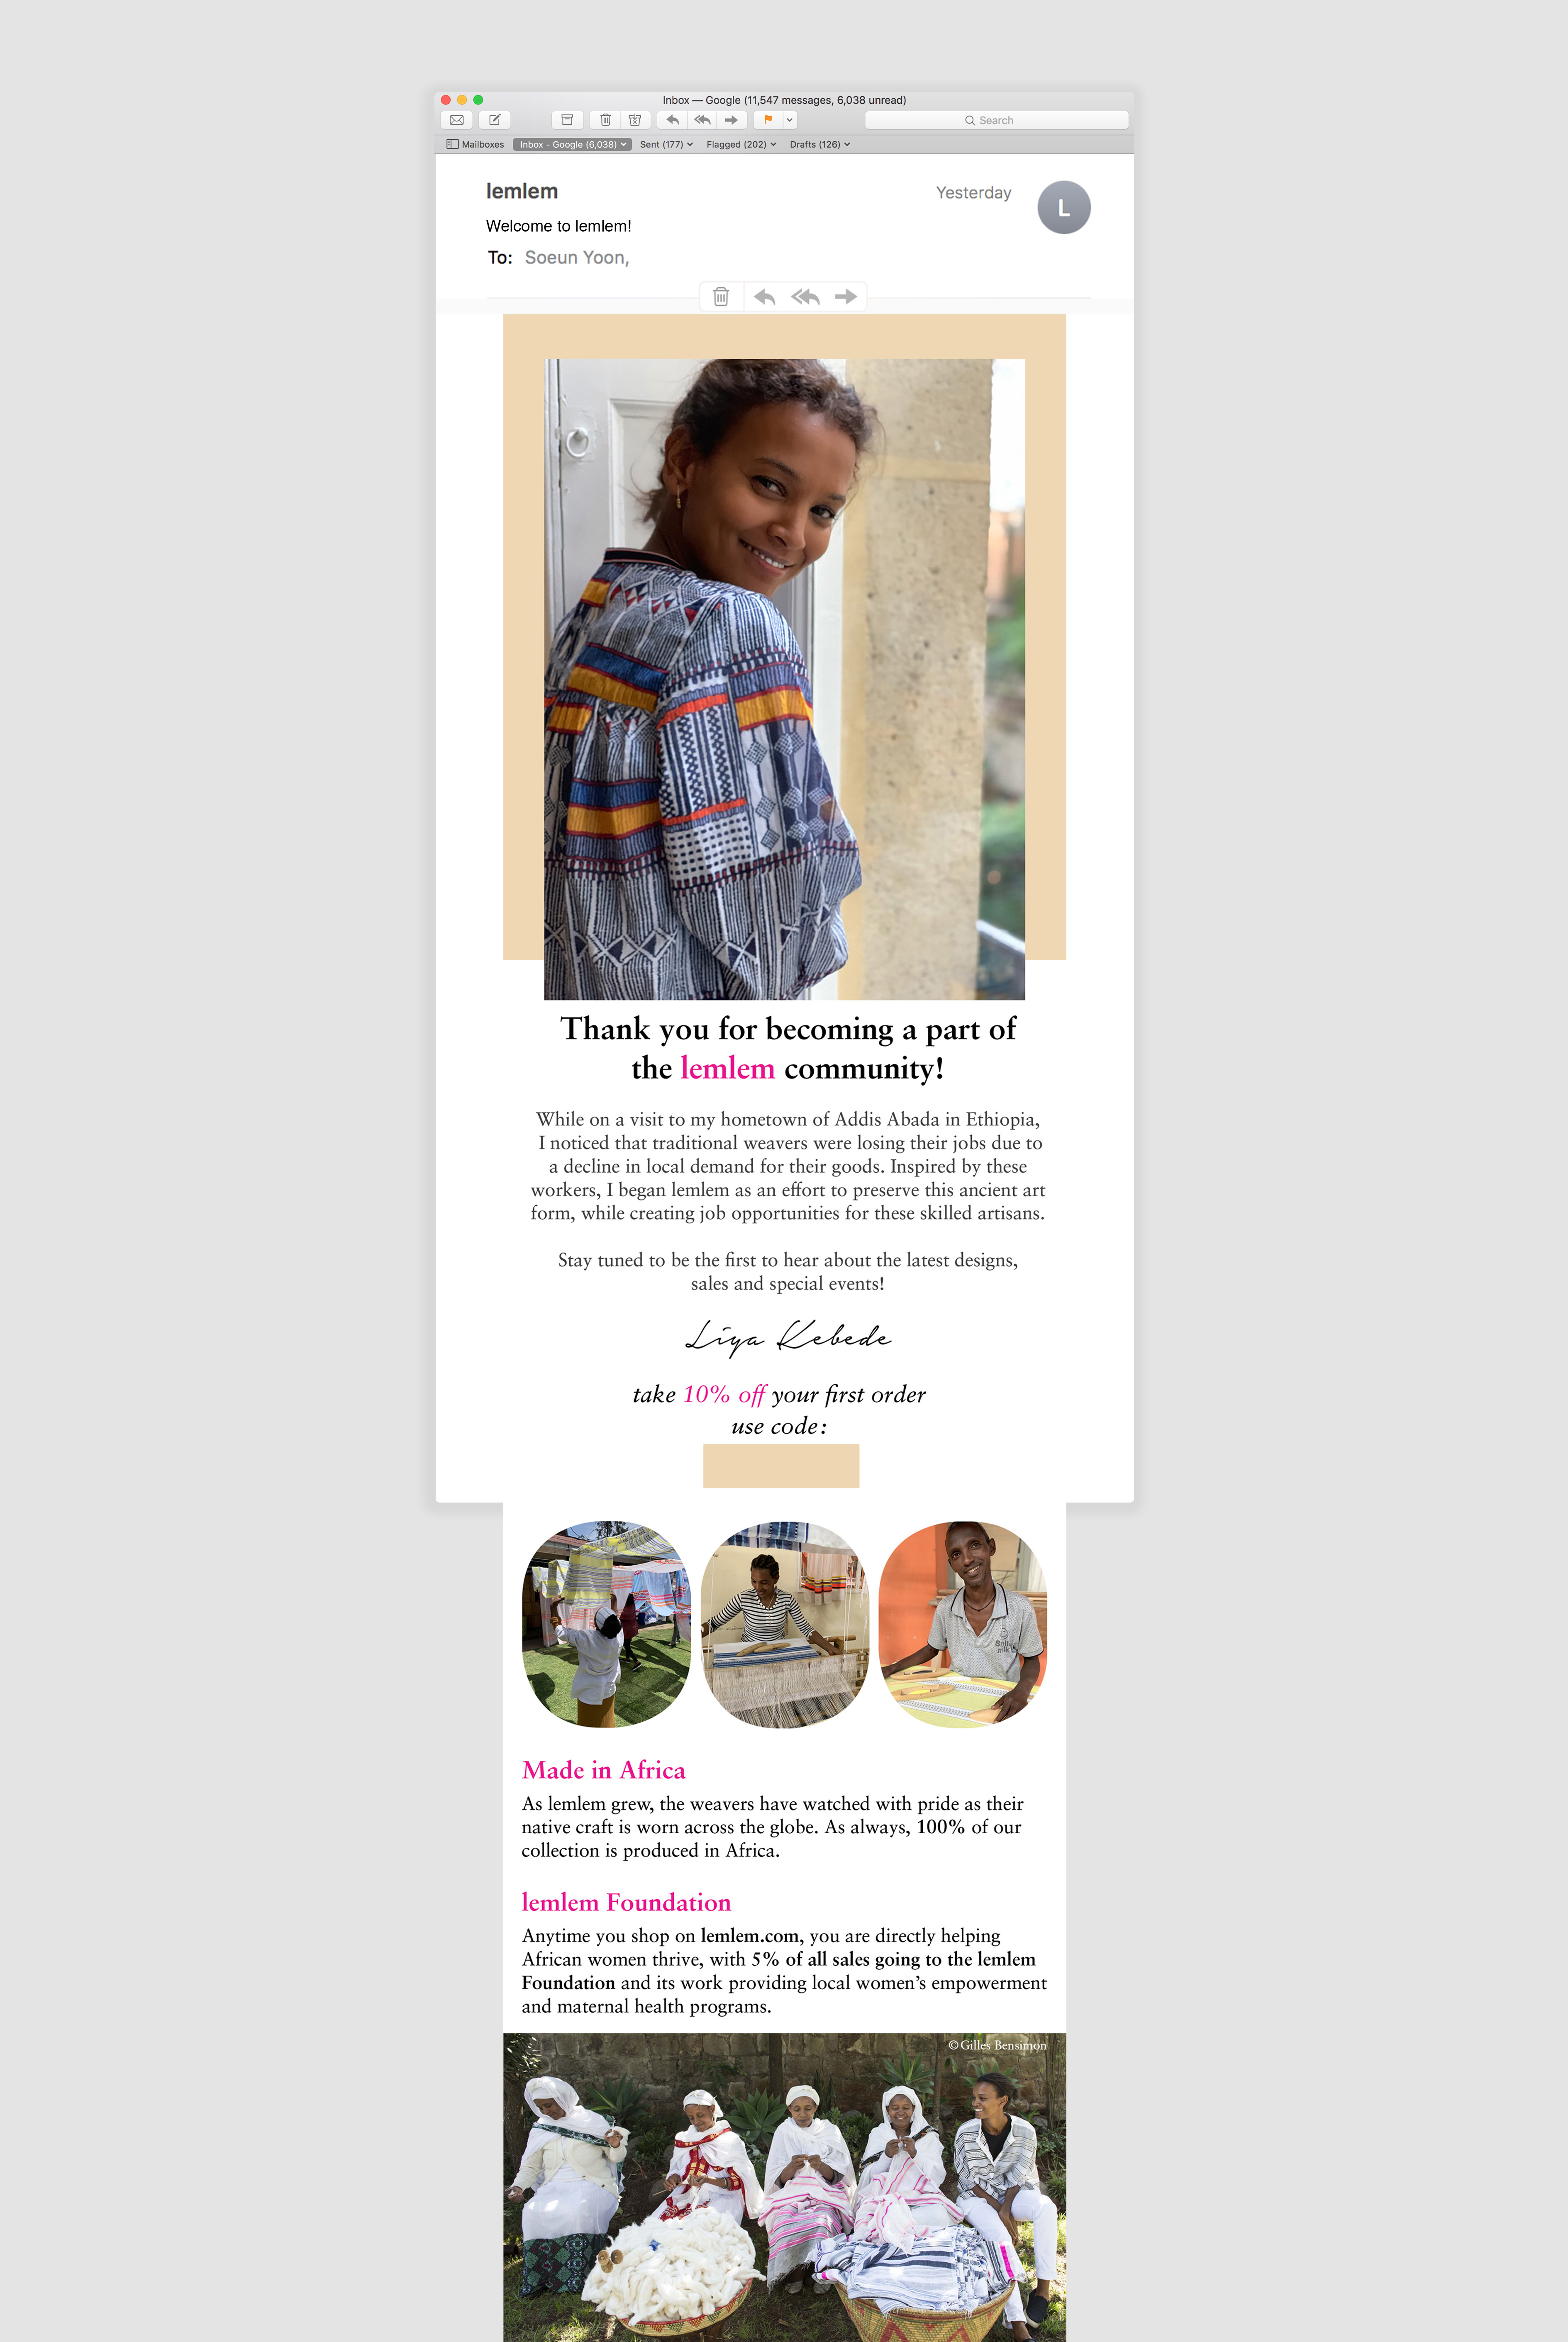 Inbox — Google (11,547 messages, 6,038 unread)
Search
Mailboxes Inbox - Google (6,038) Sent (177) Flagged (202) Drafts (126)
lemlem
Yesterday
L
Welcome to lemlem!
To: Soeun Yoon,
Thank you for becoming a part of
the lemlem community!
While on a visit to my hometown of Addis Abada in Ethiopia,
I noticed that traditional weavers were losing their jobs due to
a decline in local demand for their goods. Inspired by these
workers, I began lemlem as an effort to preserve this ancient art
form, while creating job opportunities for these skilled artisans.
Stay tuned to be the first to hear about the latest designs,
sales and special events!
Liya Kebede
take 10% off your first order
use code:
Made in Africa
As lemlem grew, the weavers have watched with pride as their
native craft is worn across the globe. As always, 100% of our
collection is produced in Africa.
lemlem Foundation
Anytime you shop on lemlem.com, you are directly helping
African women thrive, with 5% of all sales going to the lemlem
Foundation and its work providing local women’s empowerment
and maternal health programs.
©Gilles Bensimon